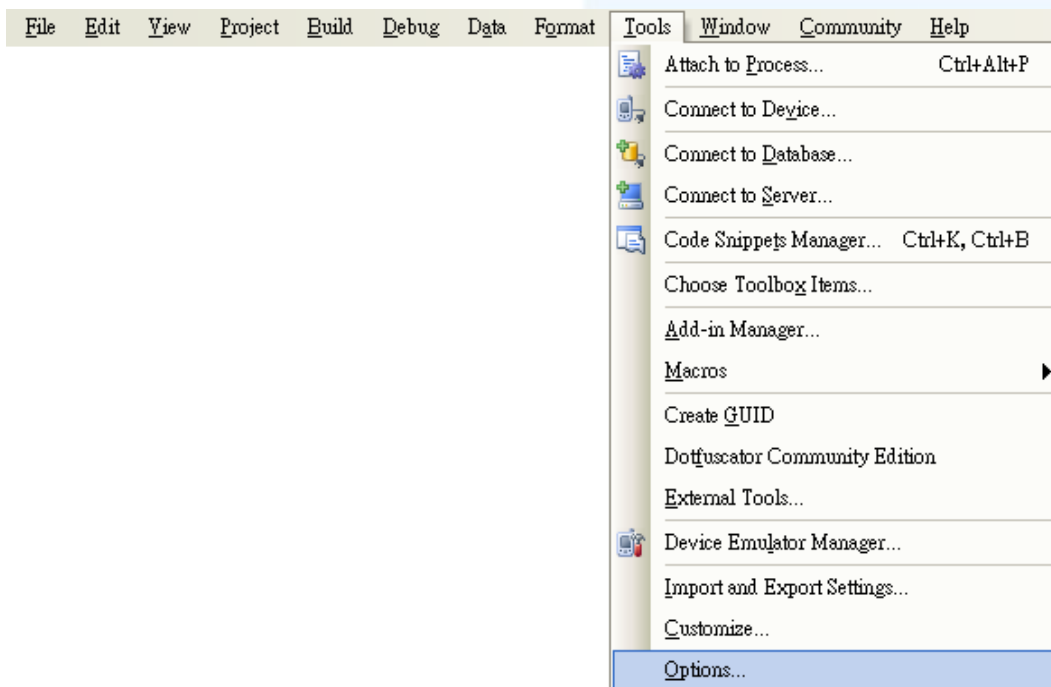 File Edit View Project Build Debug Data Format Tools Window Community Help
Attach to Process... Ctrl+Alt+P
Connect to Device...
Connect to Database...
Connect to Server...
Code Snippets Manager... Ctrl+K, Ctrl+B
Choose Toolbox Items...
Add-in Manager...
Macros
Create GUID
Dotfuscator Community Edition
External Tools...
Device Emulator Manager...
Import and Export Settings...
Customize...
Options...